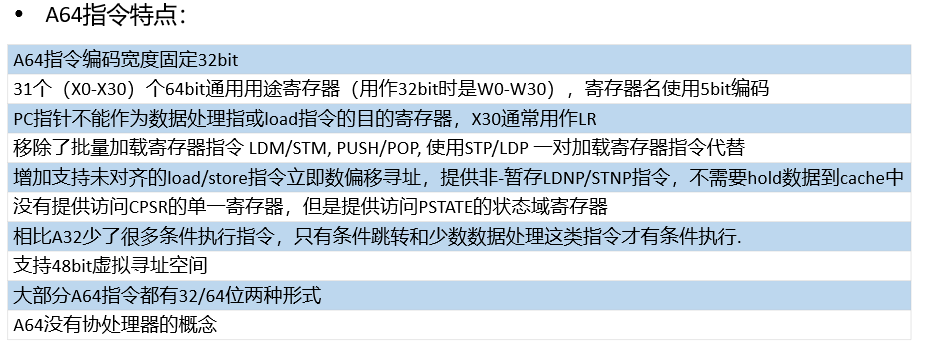 • A64指令特点：
A64指令编码宽度固定32bit
31个（X0-X30）个64bit通用用途寄存器（用作32bit时是W0-W30）, 寄存器名使用5bit编码
PC指针不能作为数据处理指或load指令的目的寄存器，X30通常用作LR
移除了批量加载寄存器指令 LDM/STM, PUSH/POP, 使用STP/LDP 一对加载寄存器指令代替
增加支持未对齐的load/store指令立即数偏移寻址，提供非-暂存LDNP/STNP指令，不需要hold数据到cache中
没有提供访问CPSR的单一寄存器，但是提供访问PSTATE的状态域寄存器
相比A32少了很多条件执行指令，只有条件跳转和少数数据处理这类指令才有条件执行.
支持48bit虚拟寻址空间
大部分A64指令都有32/64位两种形式
A64没有协处理器的概念